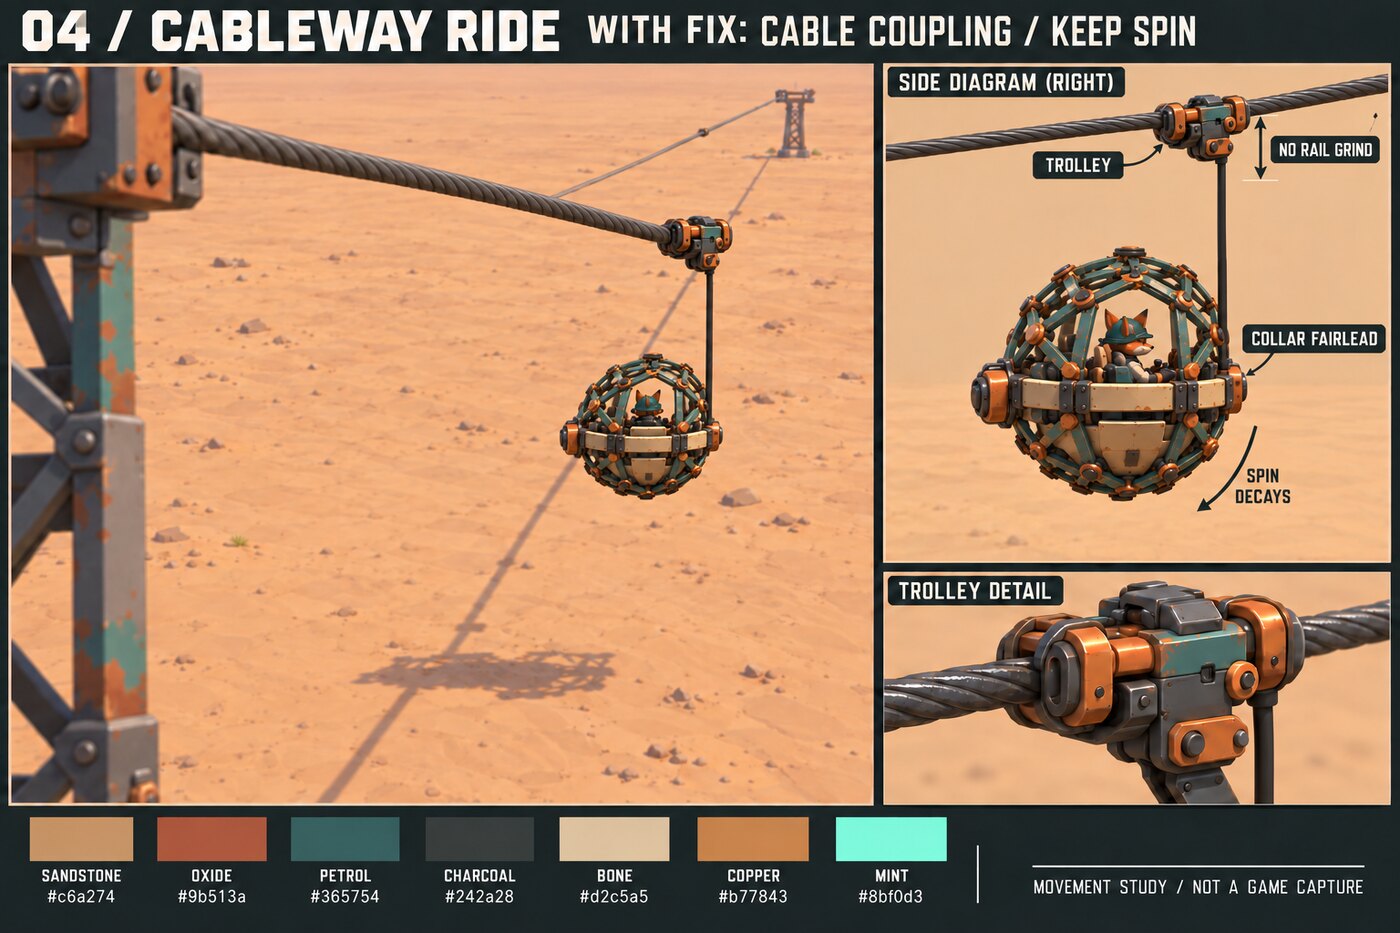 04 / CABLEWAY RIDE WITH FIX: CABLE COUPLING / KEEP SPIN
SIDE DIAGRAM (RIGHT)
TROLLEY
NO RAIL GRIND
COLLAR FAIRLEAD
SPIN
DECAYS
TROLLEY DETAIL
SANDSTONE
#c6a274
OXIDE
#9b513a
PETROL
#365754
CHARCOAL
#242a28
BONE
#d2c5a5
COPPER
#b77843
MINT
#8bf0d3
MOVEMENT STUDY / NOT A GAME CAPTURE